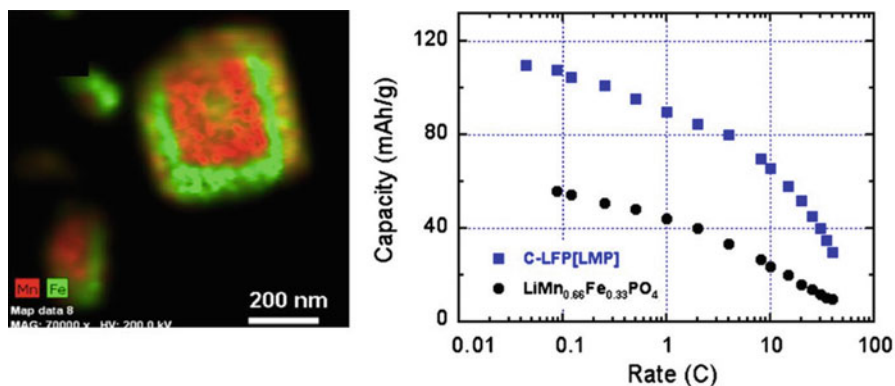 Mn Fe
Map data 8
MAG: 70000 x HV: 200.0 kV
200 nm
Capacity (mAh/g)
120
80
40
0
C-LFP[LMP]
LiMn0.66Fe0.33PO4
0.01 0.1 1 10 100
Rate (C)